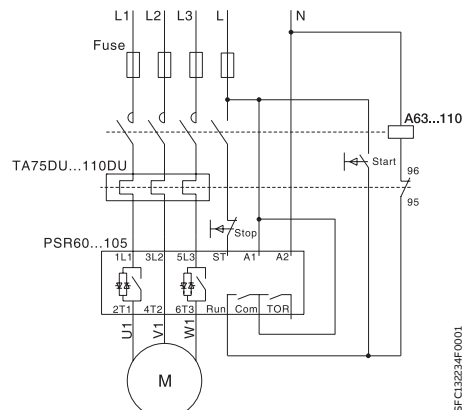 L1 L2 L3 L N
Fuse
A63...110
TA75DU...110DU
Start
96
95
Stop
PSR60...105
1L1 3L2 5L3 ST A1 A2
2T1 4T2 6T3 Run Com TOR
U1 V1 W1
M
SFC132234F0001